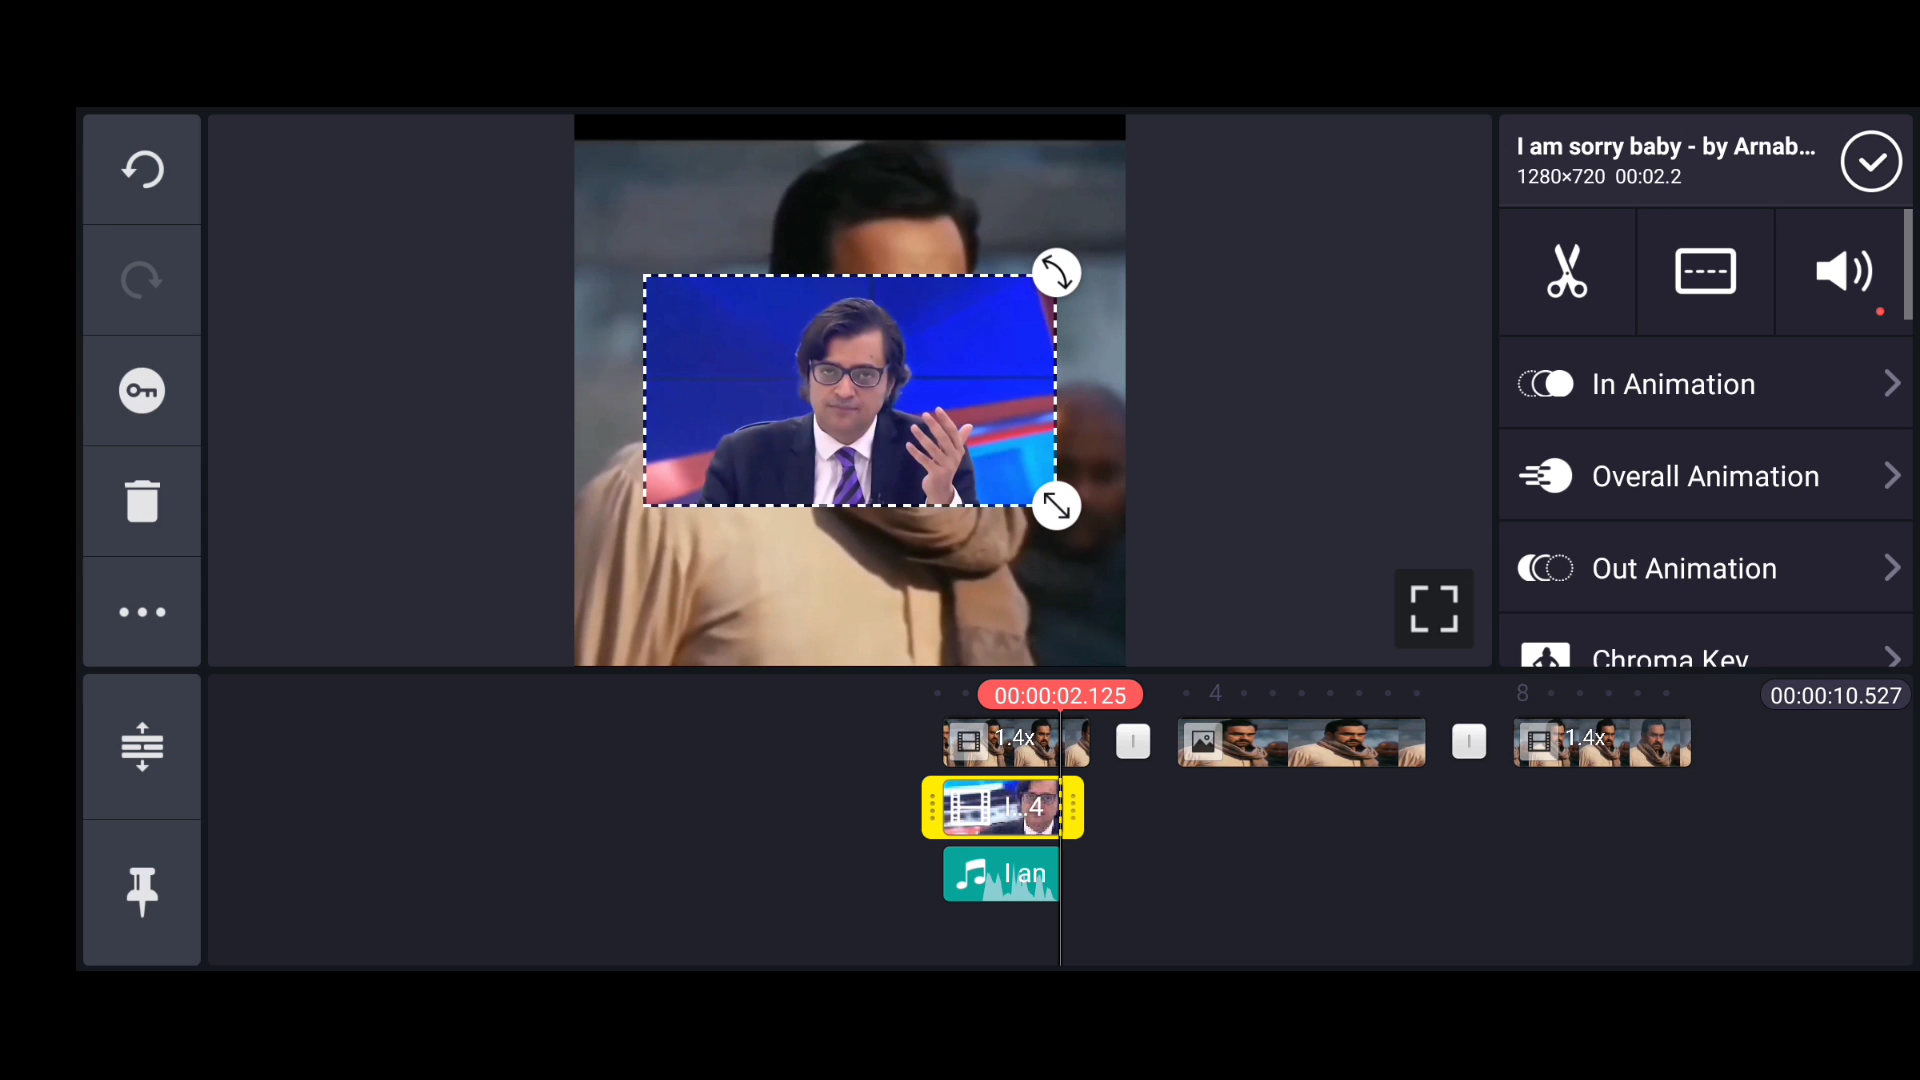 I am sorry baby - by Arnab...
1280×720 00:02.2
In Animation
Overall Animation
Out Animation
Chroma Key
00:00:02.125
4
8
00:00:10.527
1.4x
1.4x
I...4
I an